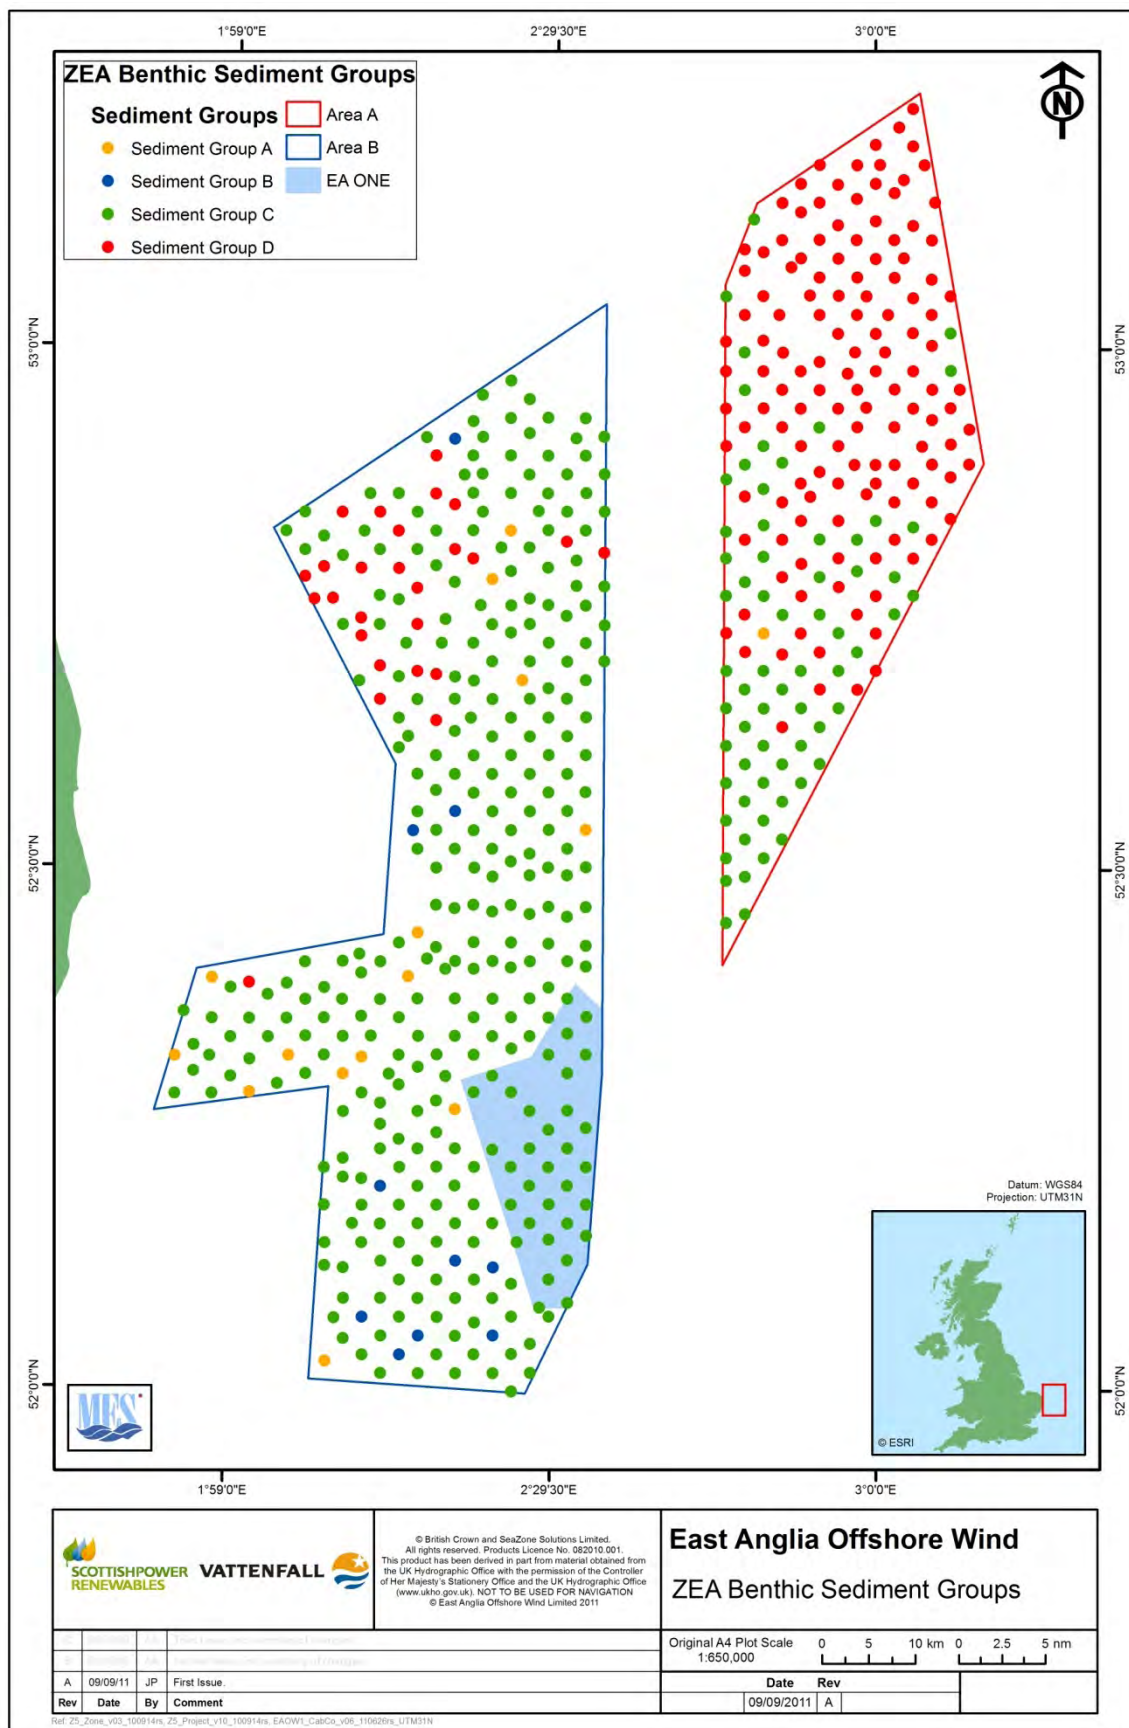 1°59'0"E
2°29'30"E
3°0'0"E
ZEA Benthic Sediment Groups
Sediment Groups
Sediment Group A
Sediment Group B
Sediment Group C
Sediment Group D
Area A
Area B
EA ONE
N
53°0'0"N
53°0'0"N
52°30'0"N
52°30'0"N
52°0'0"N
52°0'0"N
Datum: WGS84
Projection: UTM31N
© ESRI
MES
1°59'0"E
2°29'30"E
3°0'0"E
SCOTTISHPOWER
RENEWABLES
VATTENFALL
© British Crown and SeaZone Solutions Limited.
All rights reserved. Products Licence No. 082010.001.
This product has been derived in part from material obtained from
the UK Hydrographic Office with the permission of the Controller
of Her Majesty's Stationery Office and the UK Hydrographic Office
(www.ukho.gov.uk). NOT TO BE USED FOR NAVIGATION
© East Anglia Offshore Wind Limited 2011
East Anglia Offshore Wind
ZEA Benthic Sediment Groups
A 09/09/11 JP First Issue.
Rev Date By Comment
Original A4 Plot Scale
1:650,000
0 5 10 km 0 2.5 5 nm
Date Rev
09/09/2011 A
Ref: Z5_Zone_v03_100914rs, Z5_Project_v10_100914rs, EAOW1_CabCo_v06_110626rs_UTM31N